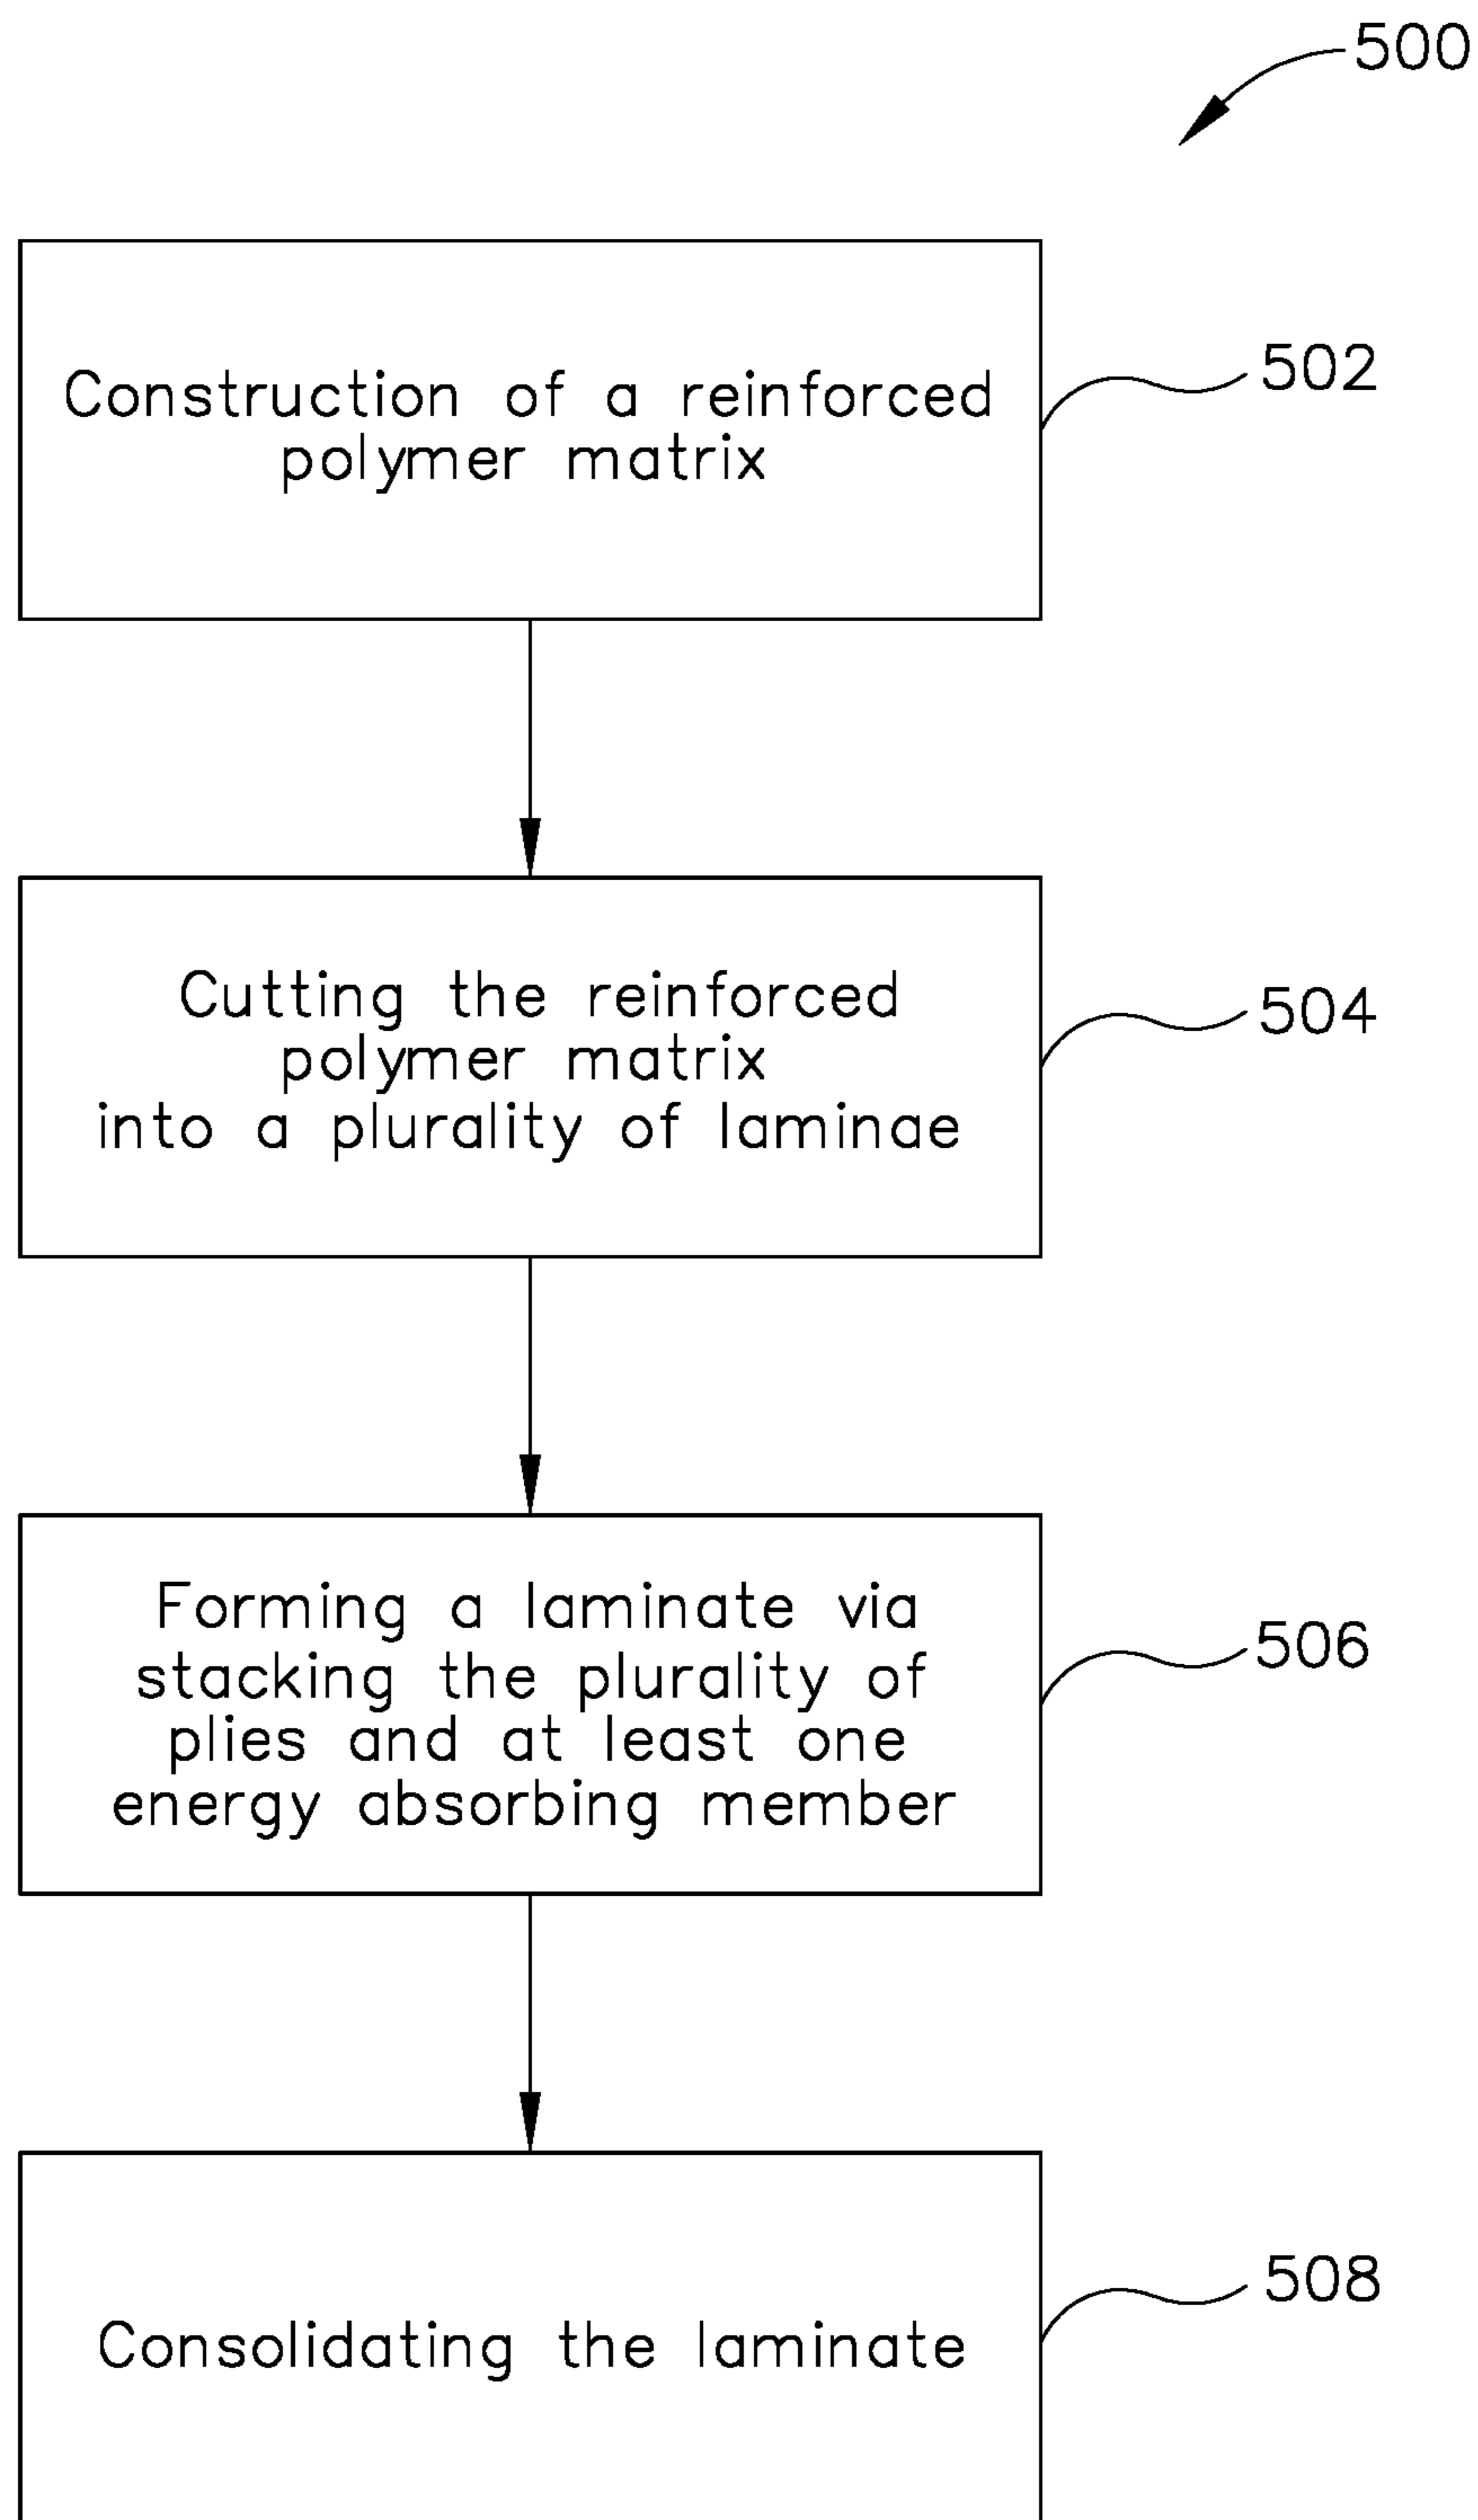 500
Construction of a reinforced
polymer matrix
502
Cutting the reinforced
polymer matrix
into a plurality of laminae
504
Forming a laminate via
stacking the plurality of
plies and at least one
energy absorbing member
506
Consolidating the laminate
508